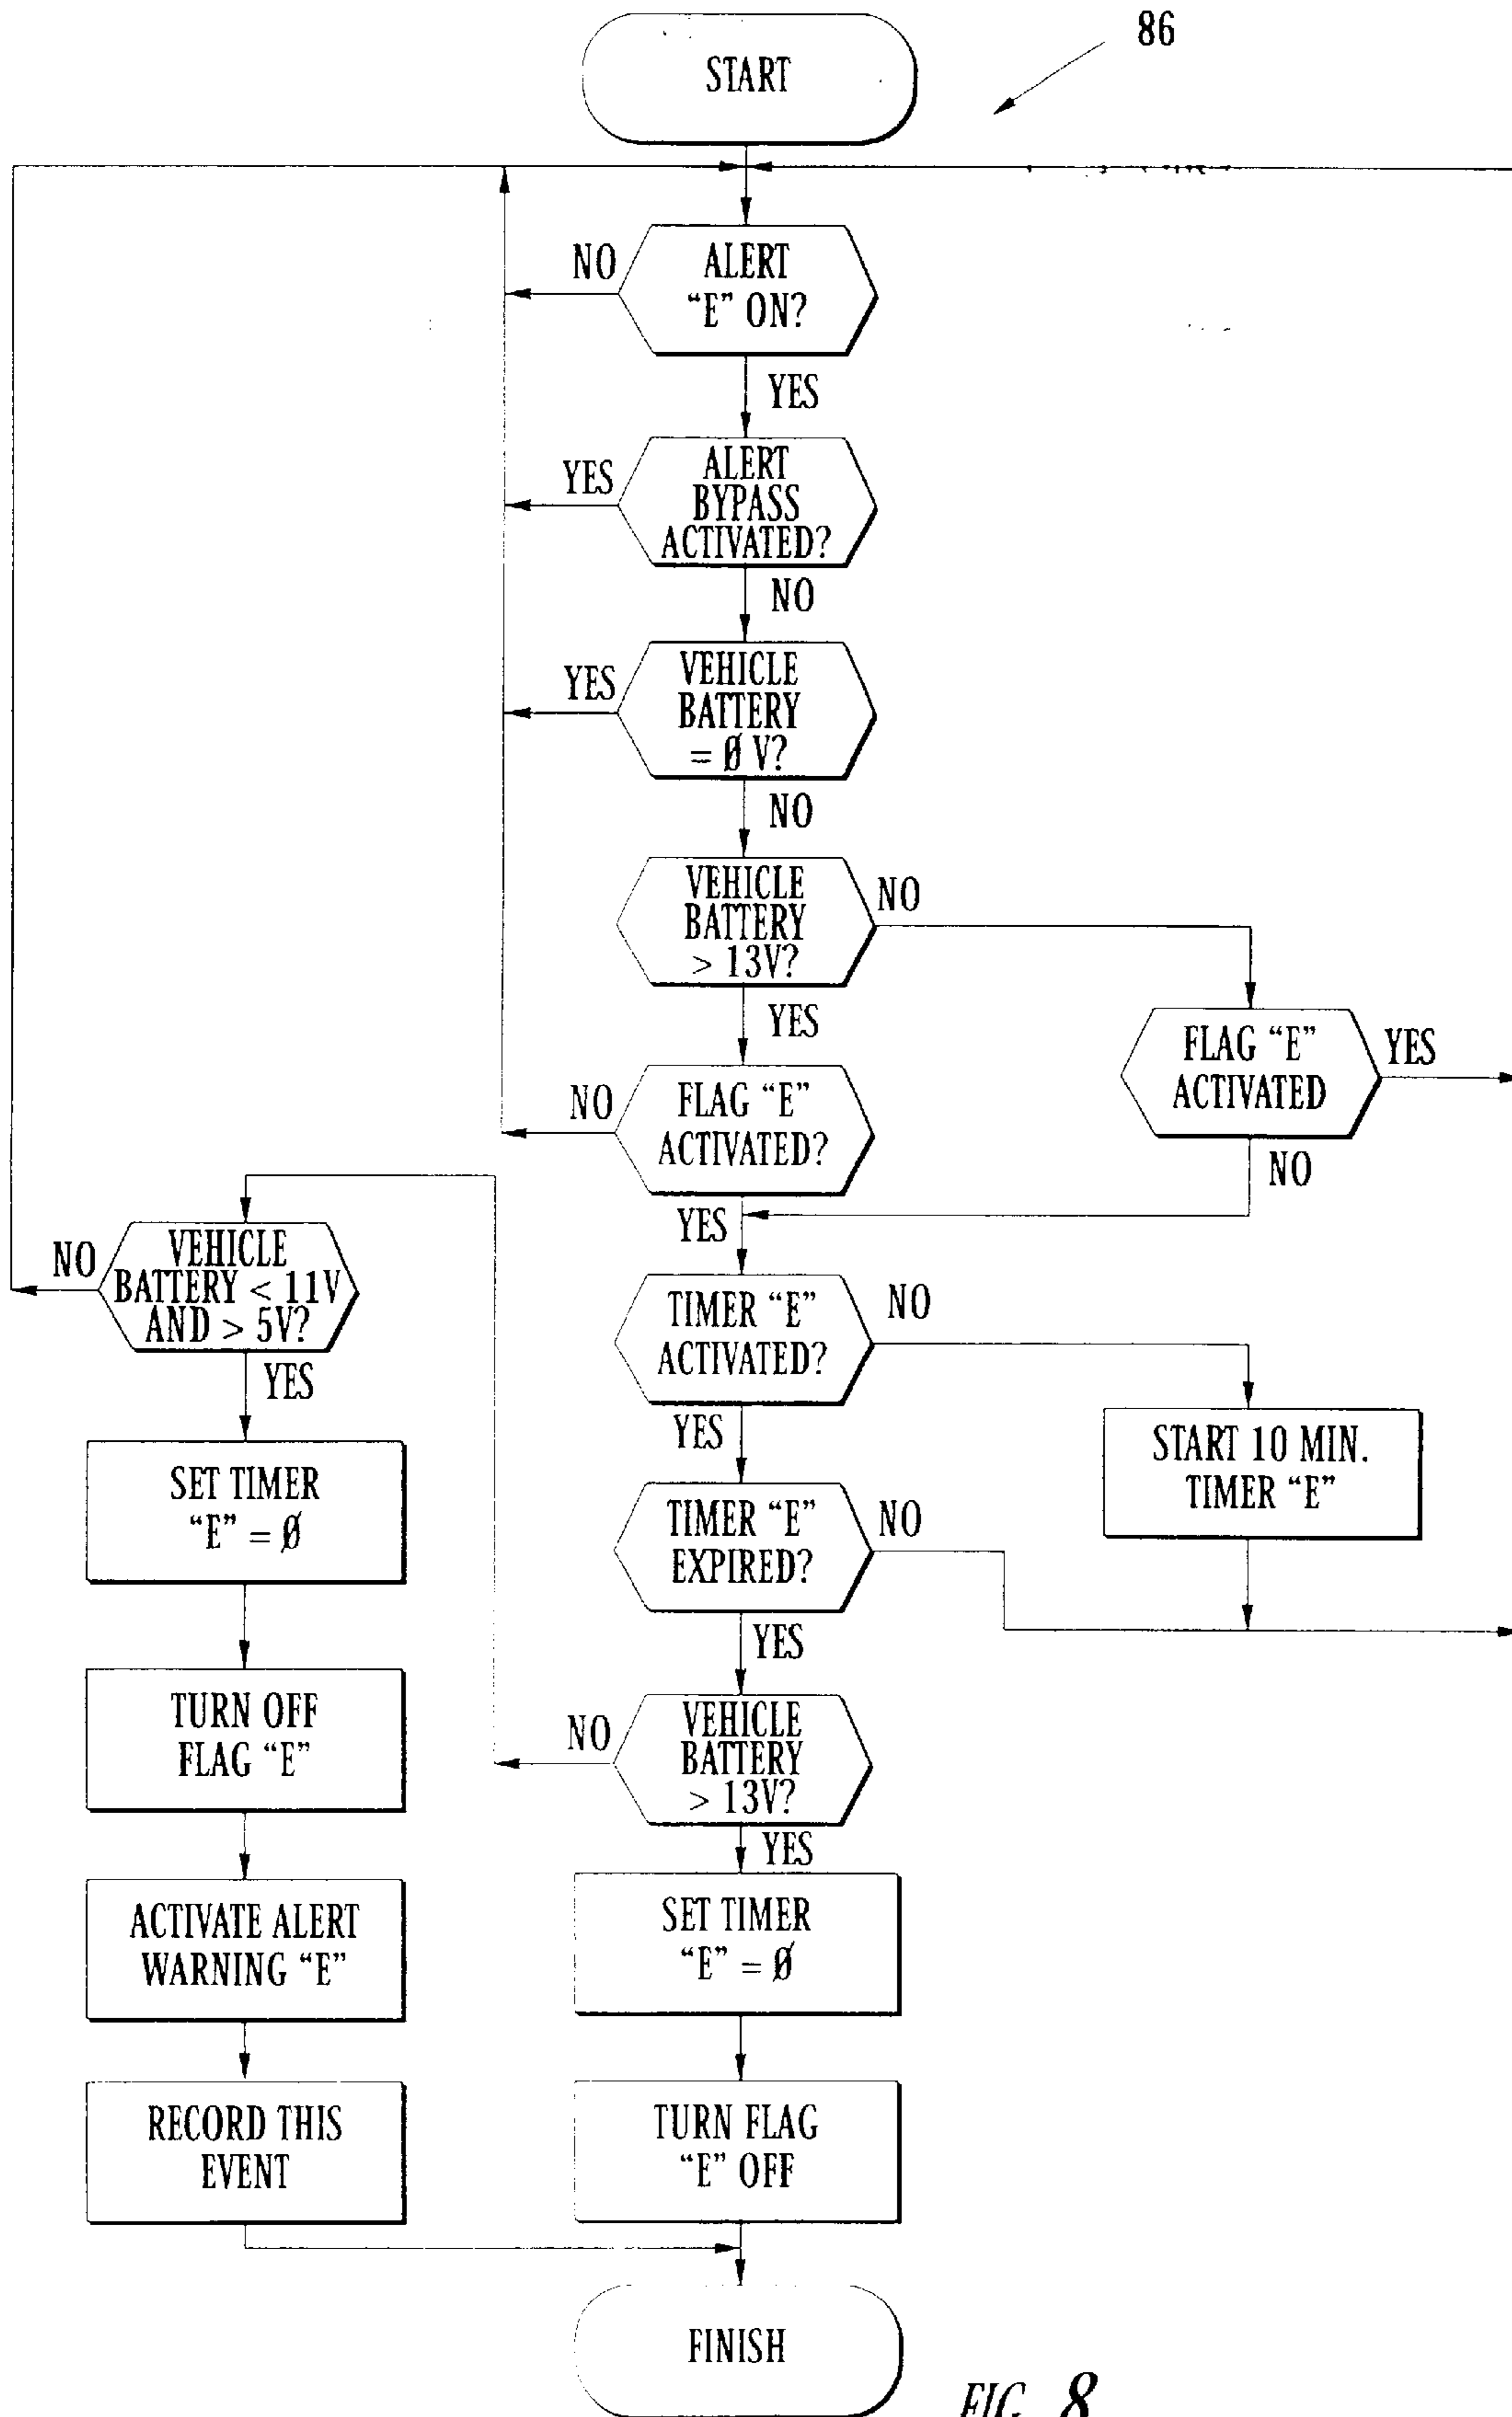 86
START
NO
ALERT
“E” ON?
YES
YES
ALERT
BYPASS
ACTIVATED?
NO
YES
VEHICLE
BATTERY
= Ø V?
NO
VEHICLE
BATTERY
> 13V?
NO
YES
FLAG “E”
ACTIVATED
YES
NO
NO
FLAG “E”
ACTIVATED?
YES
NO
VEHICLE
BATTERY < 11V
AND > 5V?
YES
TIMER “E”
ACTIVATED?
NO
YES
START 10 MIN.
TIMER “E”
SET TIMER
“E” = Ø
TIMER “E”
EXPIRED?
NO
YES
TURN OFF
FLAG “E”
NO
VEHICLE
BATTERY
> 13V?
YES
ACTIVATE ALERT
WARNING “E”
SET TIMER
“E” = Ø
RECORD THIS
EVENT
TURN FLAG
“E” OFF
FINISH
FIG. 8